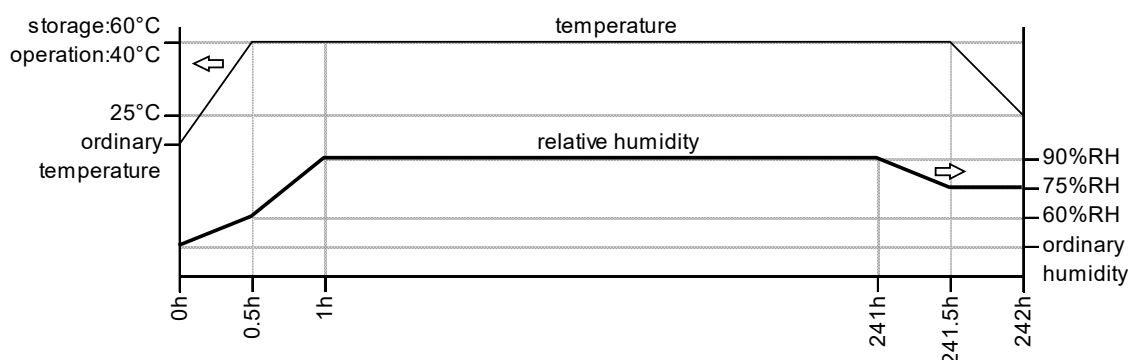 storage:60°C
temperature
operation:40°C
25°C
ordinary
temperature
relative humidity
90%RH
75%RH
60%RH
ordinary
humidity
0h
0.5h
1h
241h
241.5h
242h